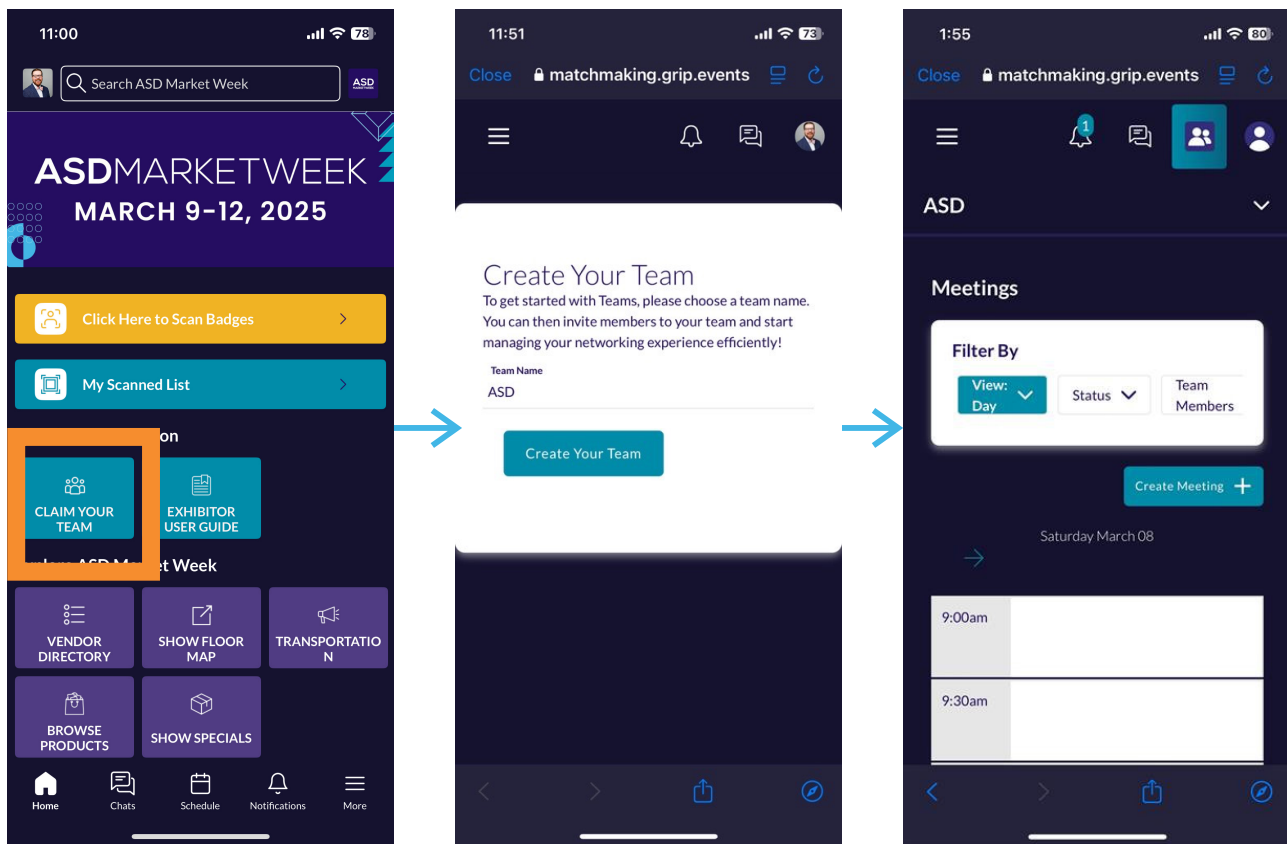 11:00
78
Search ASD Market Week
ASD
ASDMARKETWEEK
MARCH 9-12, 2025
Click Here to Scan Badges
My Scanned List
on
CLAIM YOUR
TEAM
EXHIBITOR
USER GUIDE
et Week
VENDOR
DIRECTORY
SHOW FLOOR
MAP
TRANSPORTATIO
N
BROWSE
PRODUCTS
SHOW SPECIALS
Home
Chats
Schedule
Notifications
More
11:51
73
Close
matchmaking.grip.events
Create Your Team
To get started with Teams, please choose a team name.
You can then invite members to your team and start
managing your networking experience efficiently!
Team Name
ASD
Create Your Team
1:55
80
Close
matchmaking.grip.events
1
ASD
Meetings
Filter By
View:
Day
Status
Team
Members
Create Meeting
Saturday March 08
9:00am
9:30am